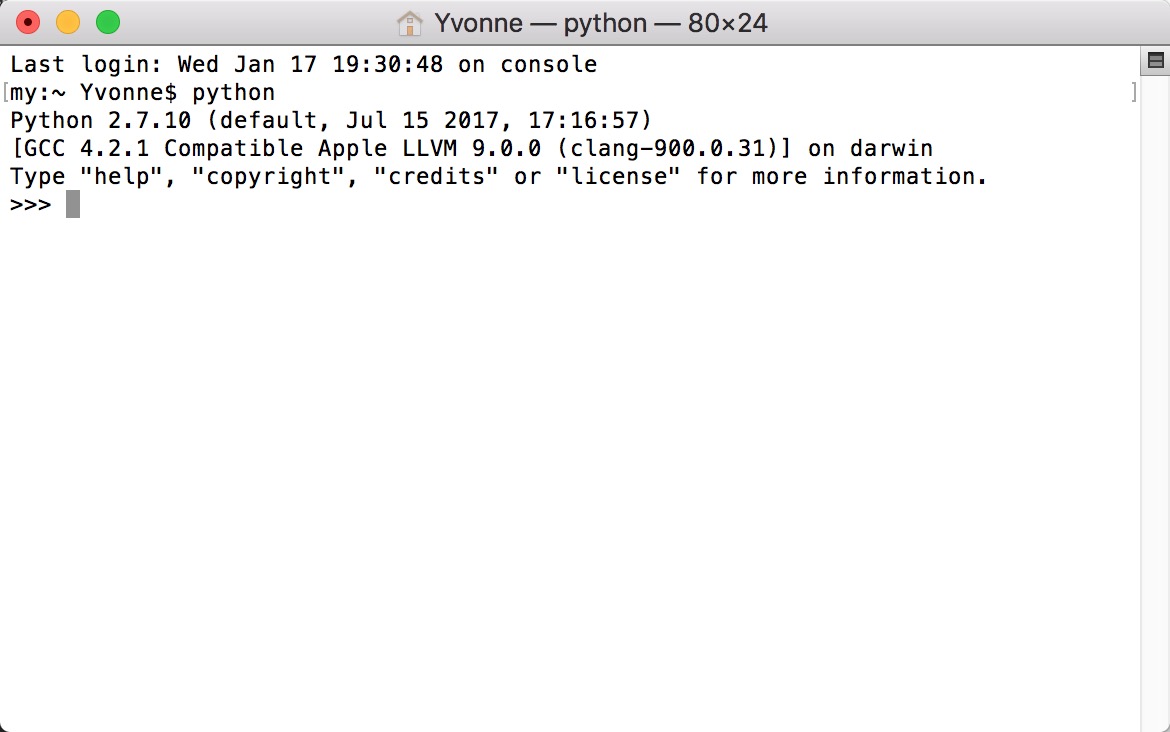 Yvonne — python — 80×24
Last login: Wed Jan 17 19:30:48 on console
[my:~ Yvonne$ python ]
Python 2.7.10 (default, Jul 15 2017, 17:16:57)
[GCC 4.2.1 Compatible Apple LLVM 9.0.0 (clang-900.0.31)] on darwin
Type "help", "copyright", "credits" or "license" for more information.
>>>